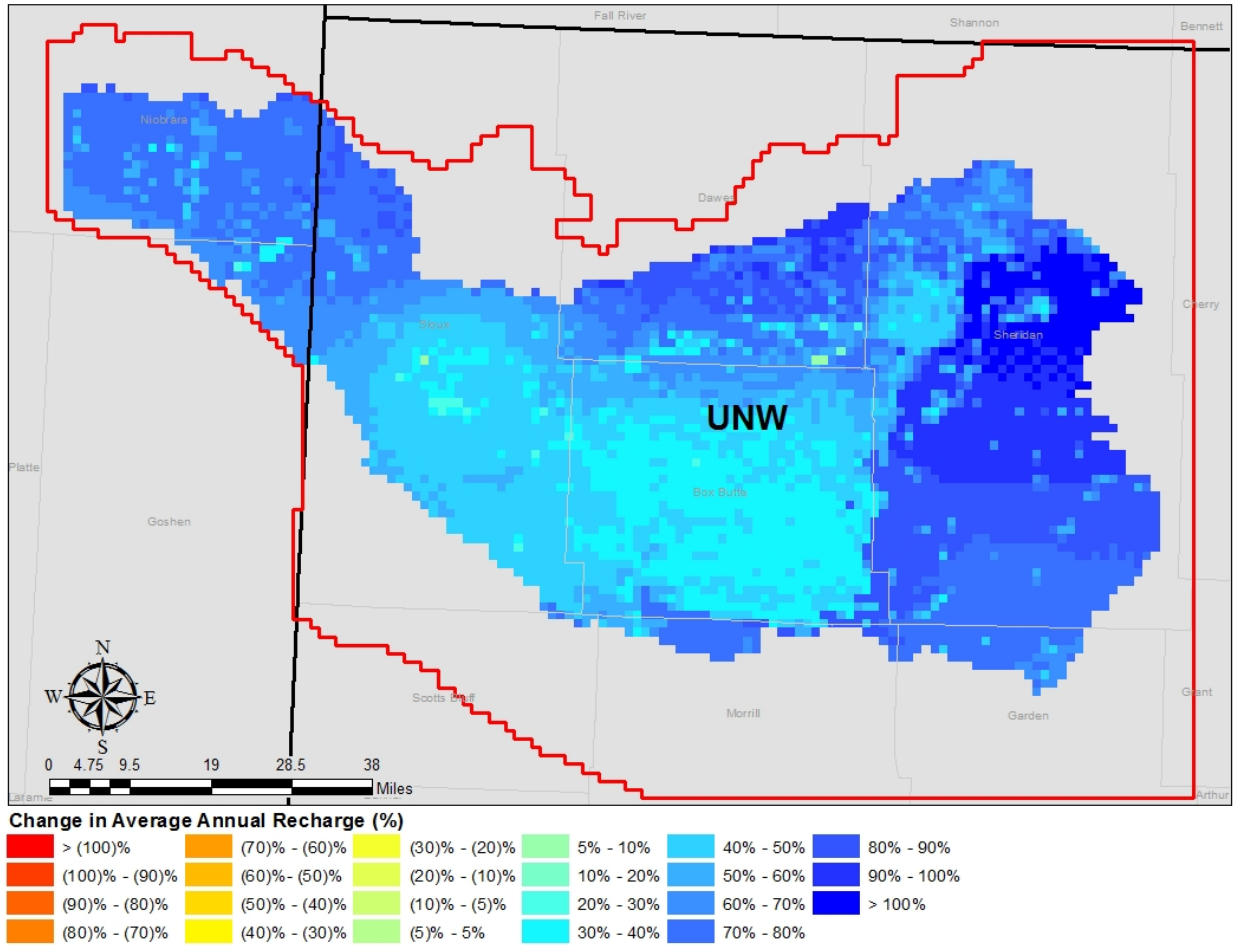 Fall River
Shannon
Bennett
Niobrara
Dawes
Cherry
Sioux
Sheridan
UNW
Platte
Box Butte
Goshen
N
W E
S
Scotts Bluff
Morrill
Garden
Grant
0 4.75 9.5 19 28.5 38
Miles
Laramie
Banner
Arthur
Change in Average Annual Recharge (%)
> (100)% (70)% - (60)% (30)% - (20)% 5% - 10% 40% - 50% 80% - 90%
(100)% - (90)% (60)% - (50)% (20)% - (10)% 10% - 20% 50% - 60% 90% - 100%
(90)% - (80)% (50)% - (40)% (10)% - (5)% 20% - 30% 60% - 70% > 100%
(80)% - (70)% (40)% - (30)% (5)% - 5% 30% - 40% 70% - 80%